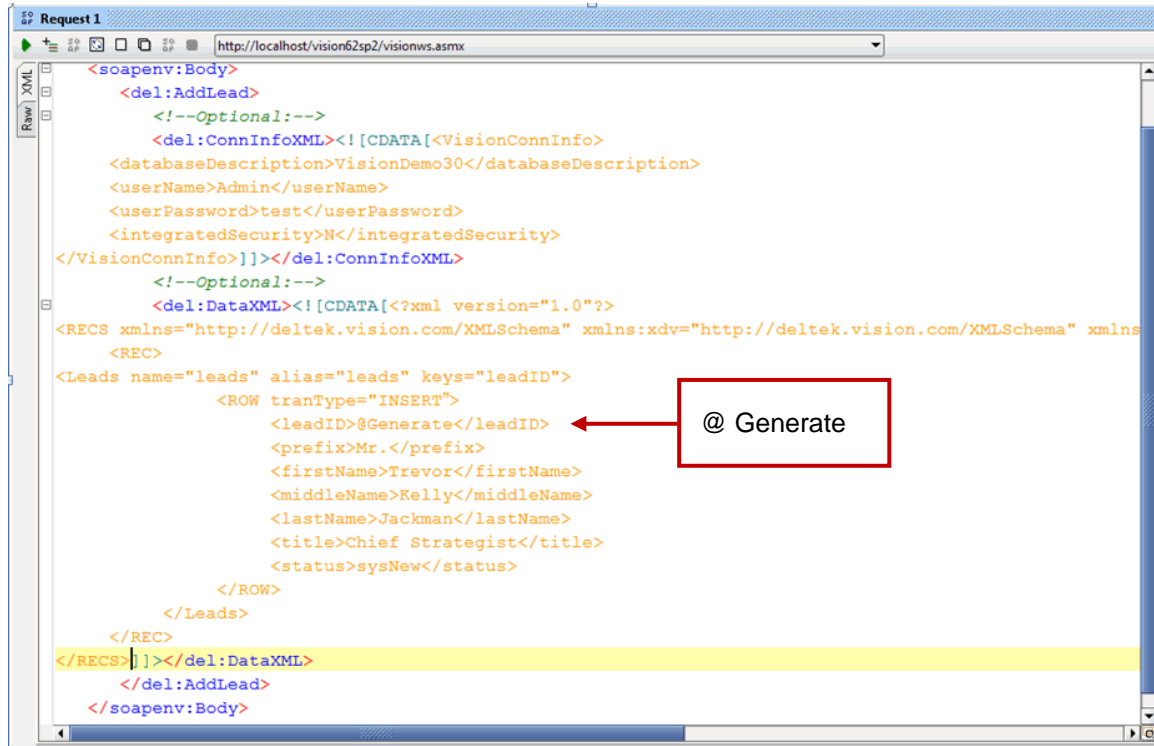 SO AP Request 1
http://localhost/vision62sp2/visionws.asmx
XML
Raw
<soapenv:Body>
<del:AddLead>
<!--Optional:-->
<del:ConnInfoXML><![CDATA[<VisionConnInfo>
<databaseDescription>VisionDemo30</databaseDescription>
<userName>Admin</userName>
<userPassword>test</userPassword>
<integratedSecurity>N</integratedSecurity>
</VisionConnInfo>]]></del:ConnInfoXML>
<!--Optional:-->
<del:DataXML><![CDATA[<?xml version="1.0"?>
<RECS xmlns="http://deltek.vision.com/XMLSchema" xmlns:xdv="http://deltek.vision.com/XMLSchema" xmlns
<REC>
<Leads name="leads" alias="leads" keys="leadID">
<ROW tranType="INSERT">
<leadID>@Generate</leadID>
@ Generate
<prefix>Mr.</prefix>
<firstName>Trevor</firstName>
<middleName>Kelly</middleName>
<lastName>Jackman</lastName>
<title>Chief Strategist</title>
<status>sysNew</status>
</ROW>
</Leads>
</REC>
</RECS>]]></del:DataXML>
</del:AddLead>
</soapenv:Body>